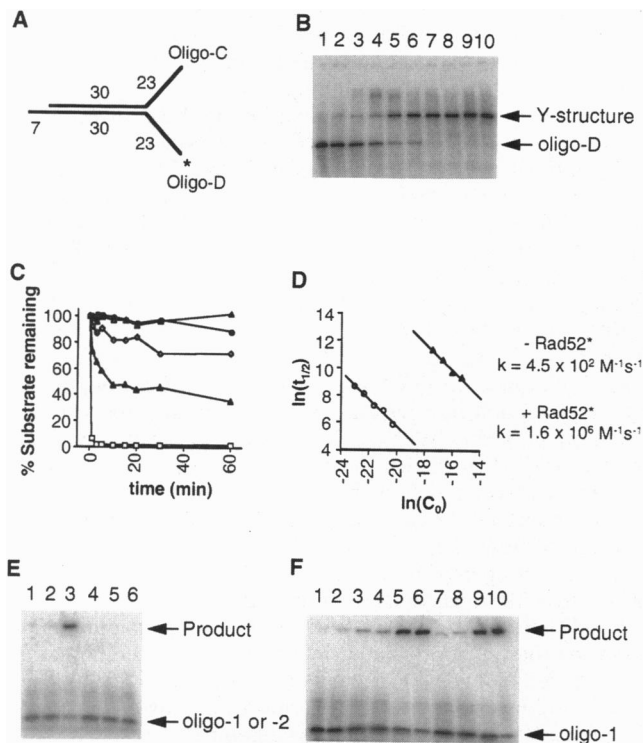 A
Oligo-C
30
23
7
30
23
*
Oligo-D
B
1 2 3 4 5 6 7 8 9 10
Y-structure
oligo-D
C
% Substrate remaining
100
80
60
40
20
0
0
20
40
60
time (min)
D
ln(t1/2)
14
12
10
8
6
4
-24
-22
-20
-18
-16
-14
ln(C0)
- Rad52*
k = 4.5 x 10² M⁻¹s⁻¹
+ Rad52*
k = 1.6 x 10⁶ M⁻¹s⁻¹
E
1 2 3 4 5 6
Product
oligo-1 or -2
F
1 2 3 4 5 6 7 8 9 10
Product
oligo-1